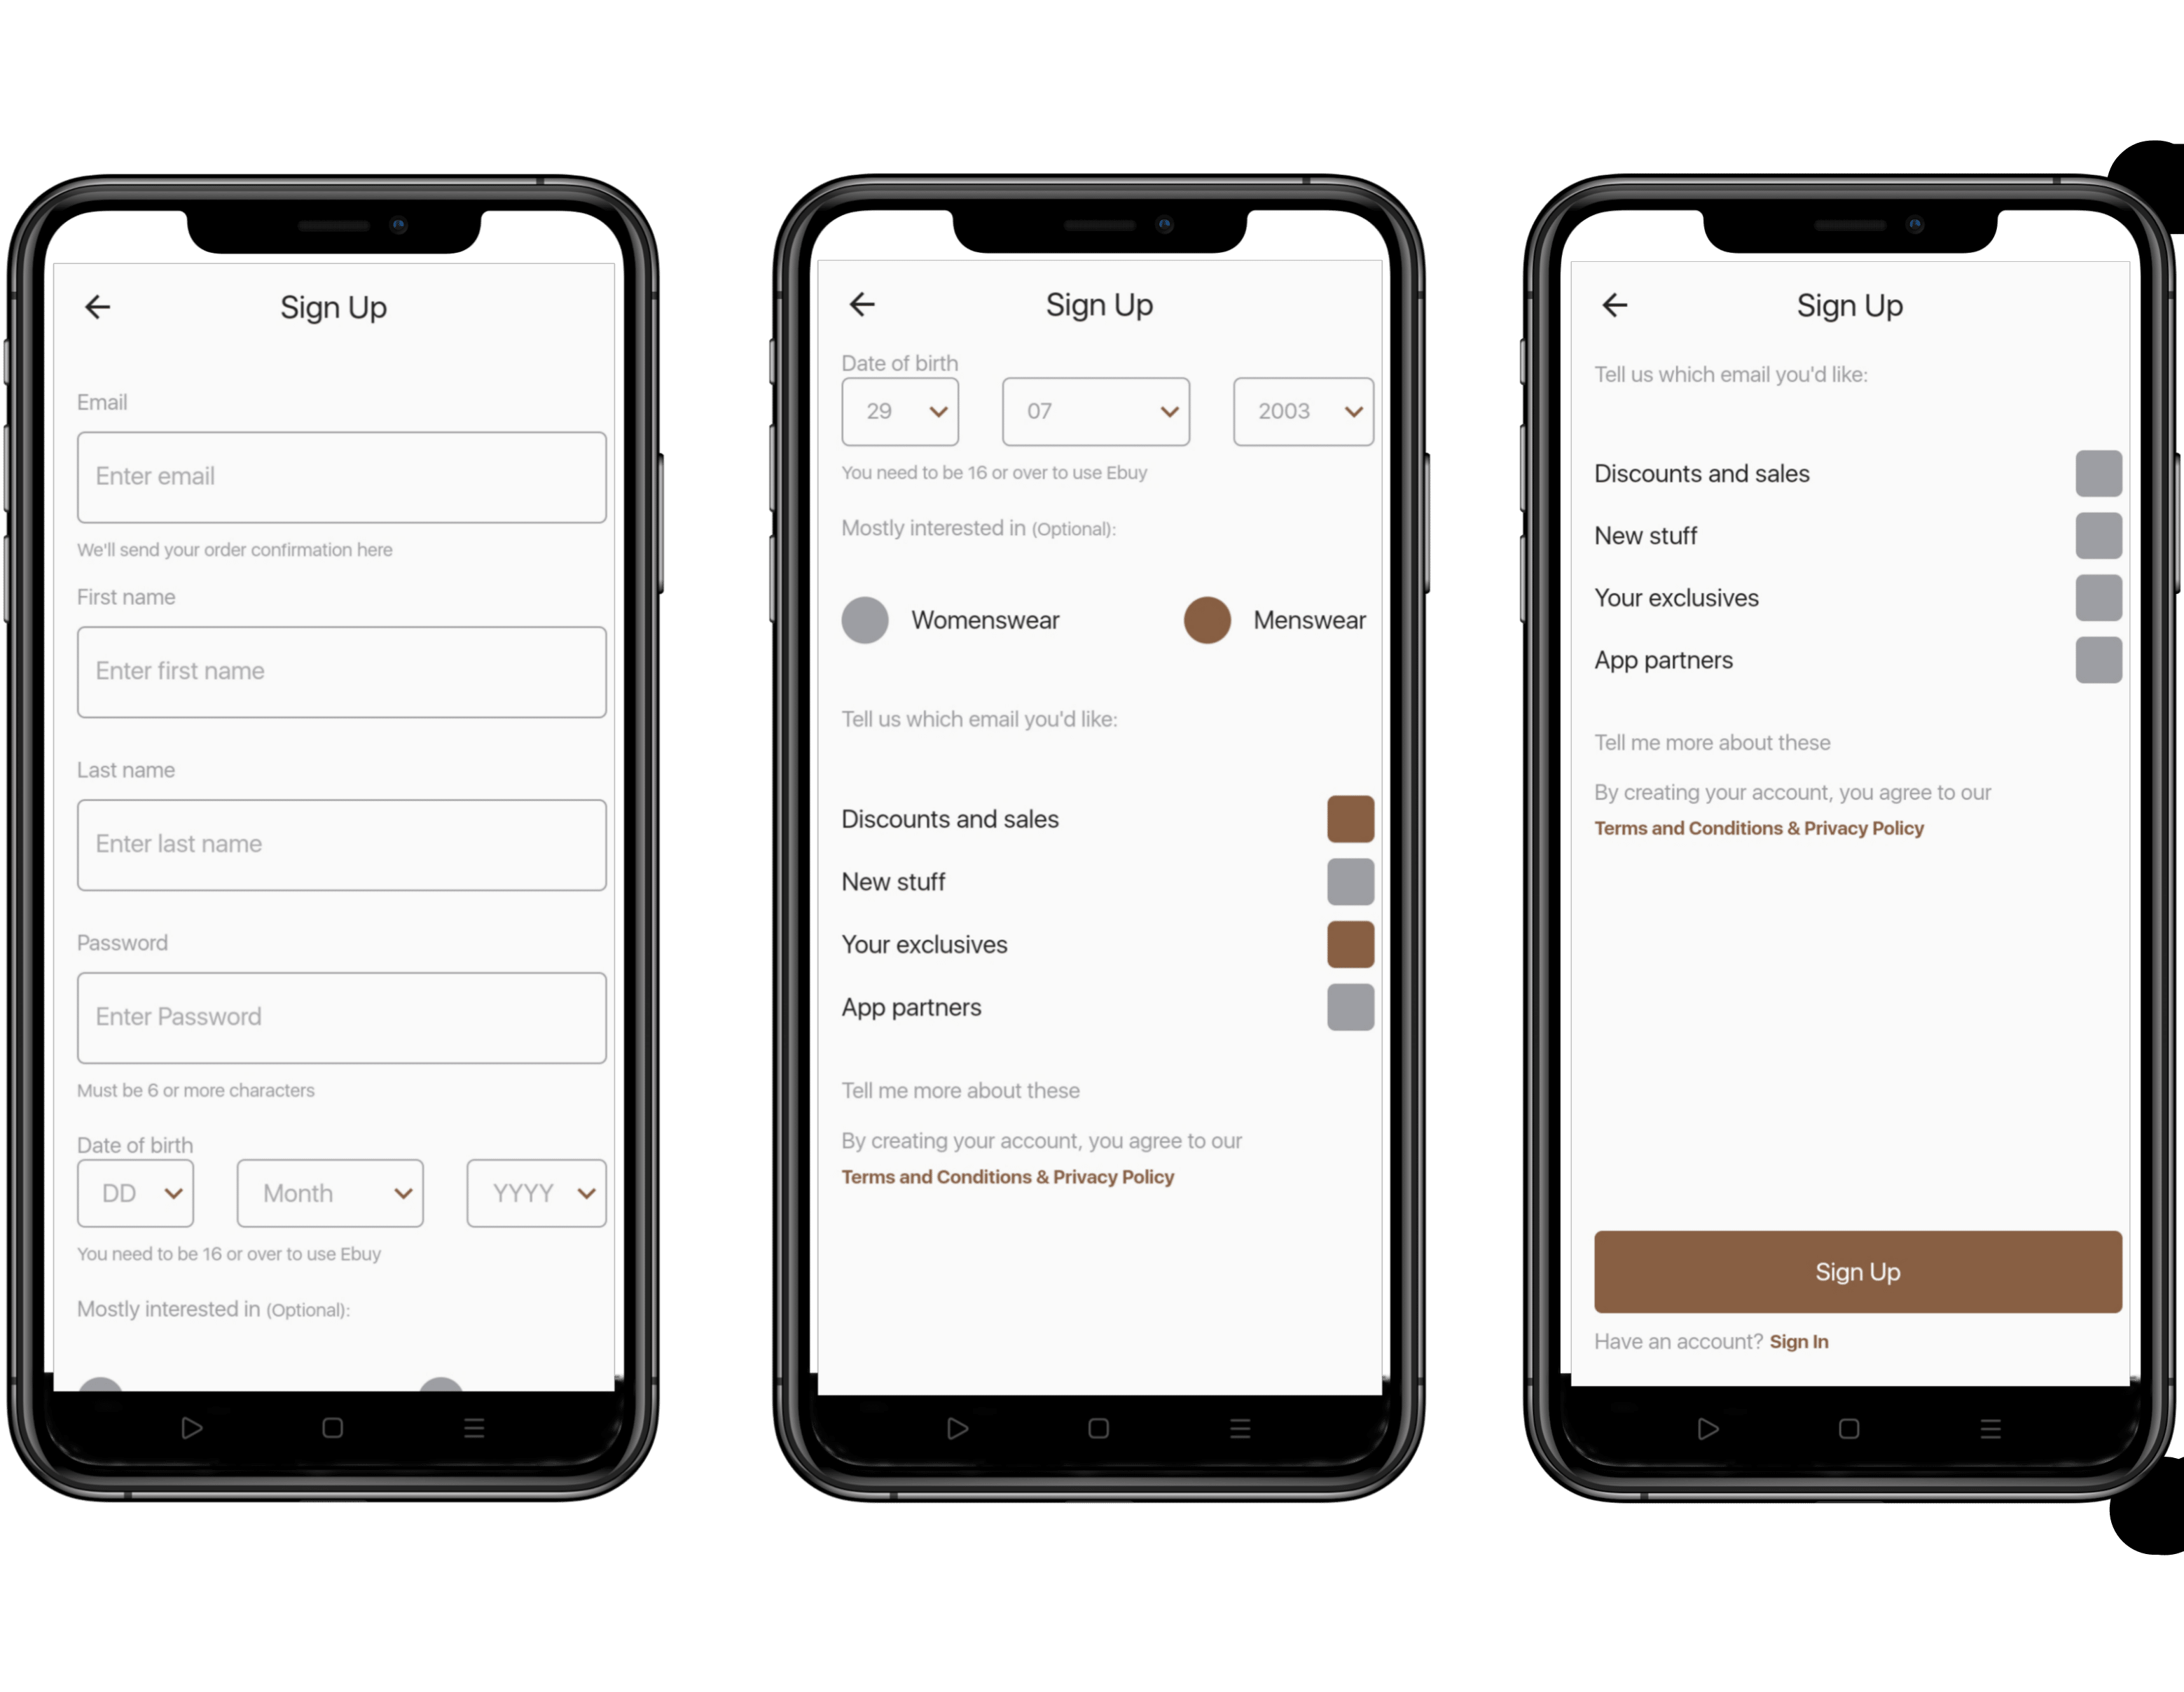 Sign Up
Email
Enter email
We'll send your order confirmation here
First name
Enter first name
Last name
Enter last name
Password
Enter Password
Must be 6 or more characters
Date of birth
DD Month YYYY
You need to be 16 or over to use Ebuy
Mostly interested in (Optional):
Sign Up
Date of birth
29 07 2003
You need to be 16 or over to use Ebuy
Mostly interested in (Optional):
Womenswear Menswear
Tell us which email you'd like:
Discounts and sales
New stuff
Your exclusives
App partners
Tell me more about these
By creating your account, you agree to our
Terms and Conditions & Privacy Policy
Sign Up
Tell us which email you'd like:
Discounts and sales
New stuff
Your exclusives
App partners
Tell me more about these
By creating your account, you agree to our
Terms and Conditions & Privacy Policy
Sign Up
Have an account? Sign In